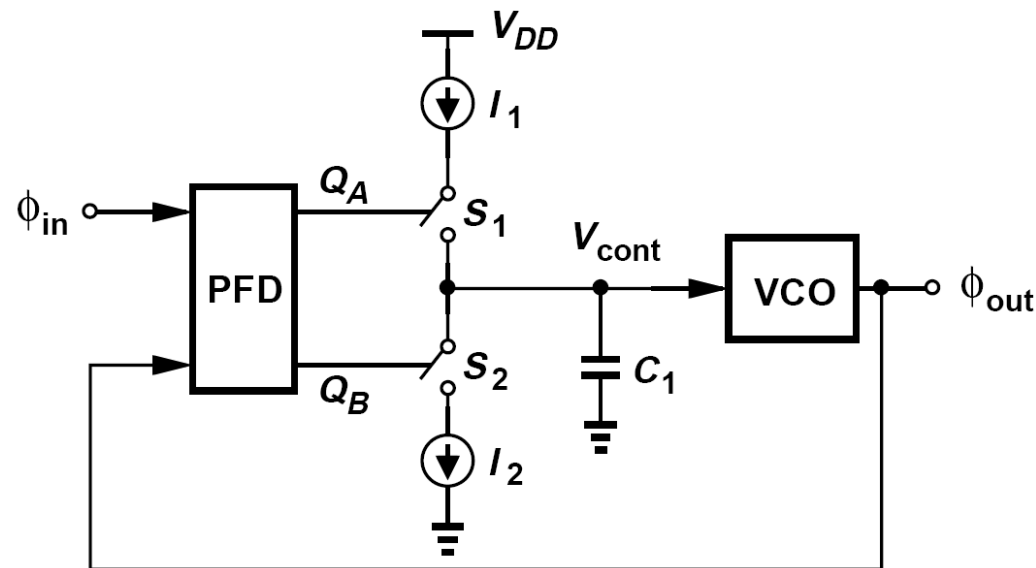 V_DD
I_1
Q_A
S_1
ϕ_in
PFD
V_cont
VCO
ϕ_out
Q_B
S_2
C_1
I_2